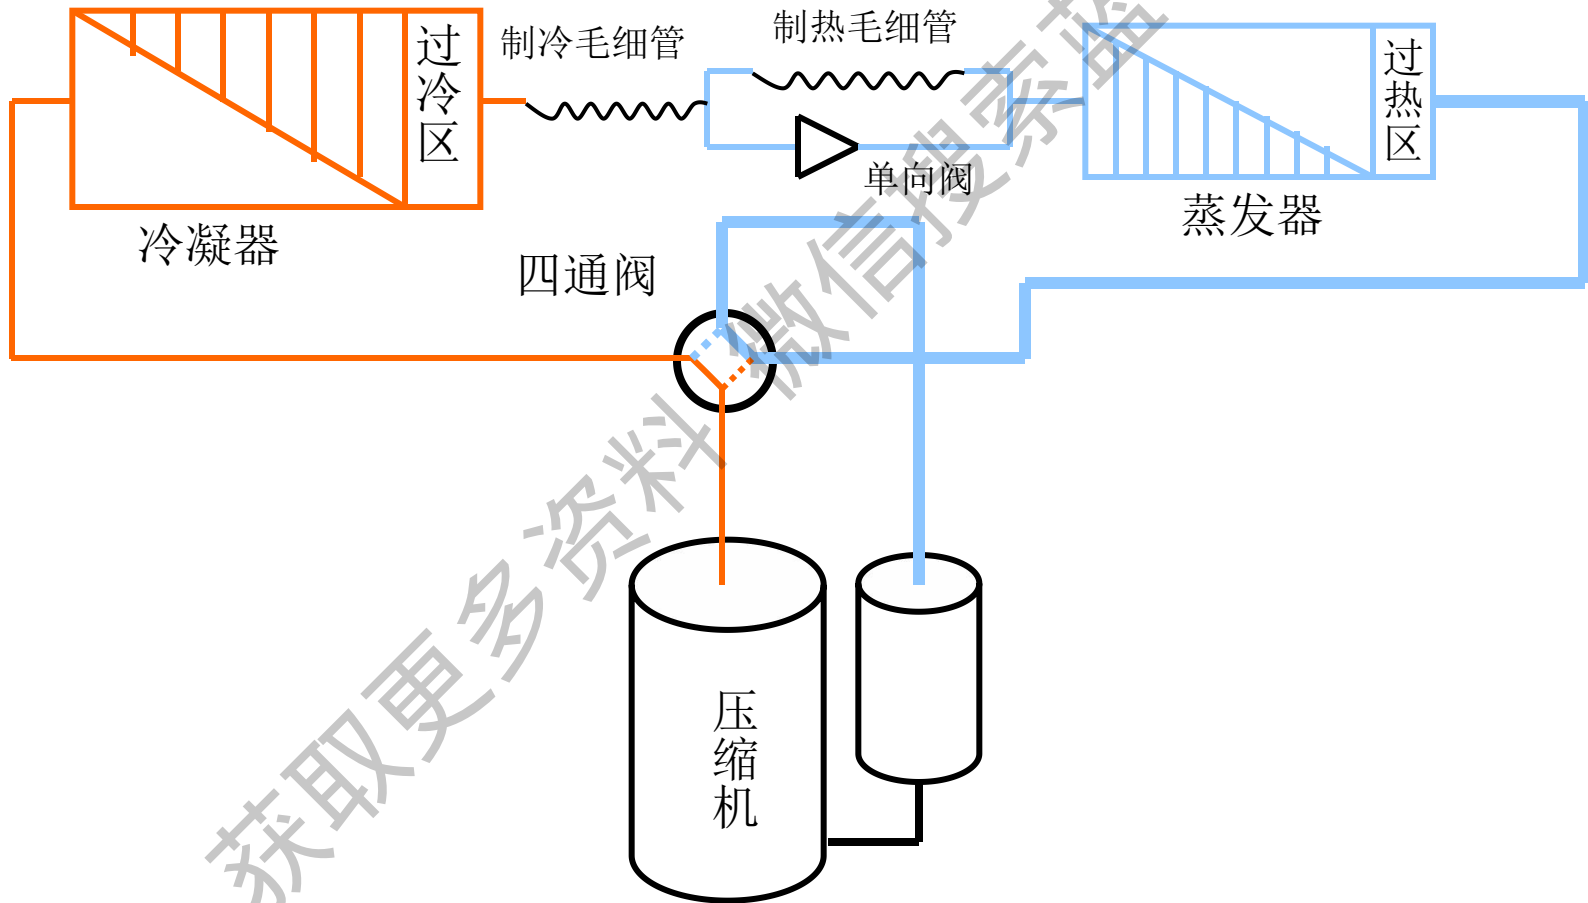 制冷毛细管
制热毛细管
过冷区
过热区
单向阀
冷凝器
蒸发器
四通阀
压缩机
获取更多资料 微信搜索蓝